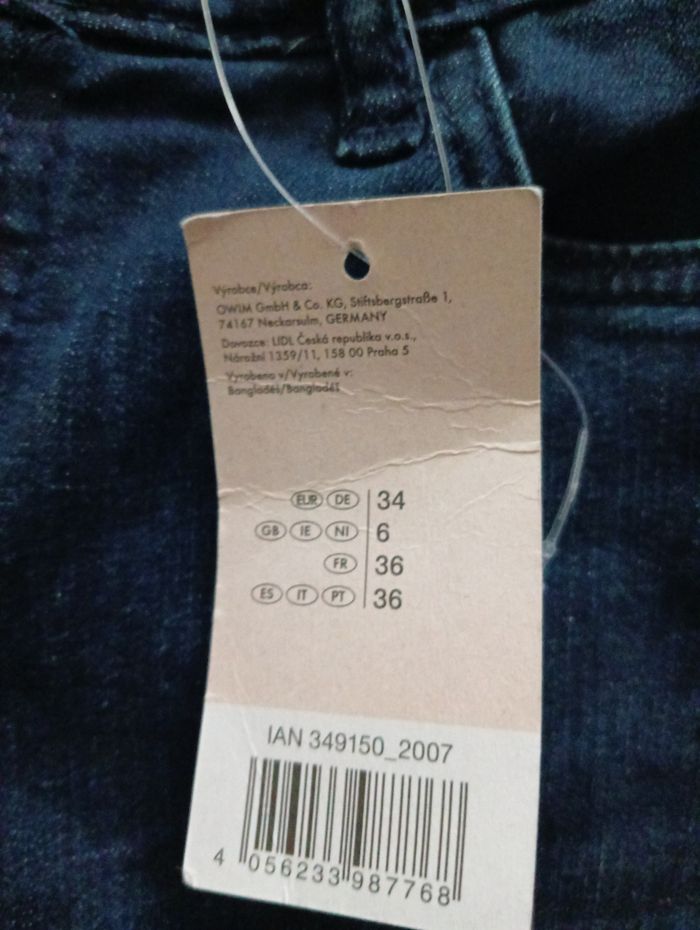 Výrobce/Výrobca:
OWIM GmbH & Co. KG, Stiftsbergstraße 1,
74167 Neckarsulm, GERMANY
Dovozce: LIDL Česká republika v.o.s.,
Nárožní 1359/11, 158 00 Praha 5
Vyrobeno v/Vyrobené v:
Bangladéš/Bangladéš
EUR DE 34
GB IE NI 6
FR 36
ES IT PT 36
IAN 349150_2007
4 056233 987768